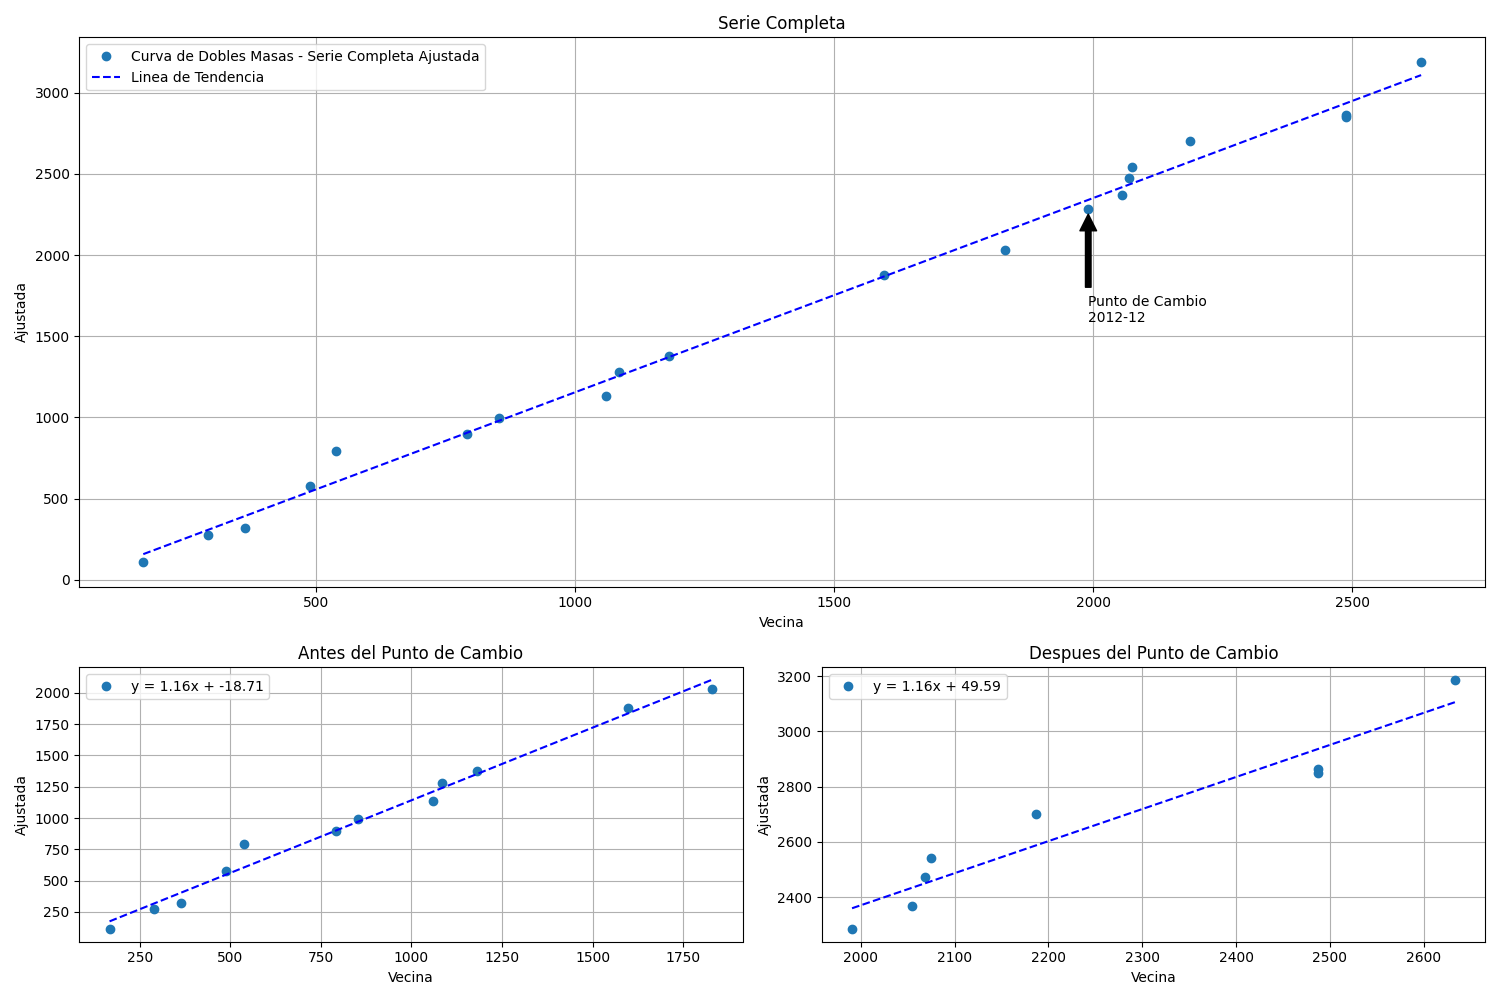 Serie Completa
Curva de Dobles Masas - Serie Completa Ajustada
Linea de Tendencia
3000
2500
2000
1500
1000
500
0
Ajustada
Punto de Cambio
2012-12
500
1000
1500
2000
2500
Vecina
Antes del Punto de Cambio
y = 1.16x + -18.71
2000
1750
1500
1250
1000
750
500
250
Ajustada
250
500
750
1000
1250
1500
1750
Vecina
Despues del Punto de Cambio
y = 1.16x + 49.59
3200
3000
2800
2600
2400
Ajustada
2000
2100
2200
2300
2400
2500
2600
Vecina